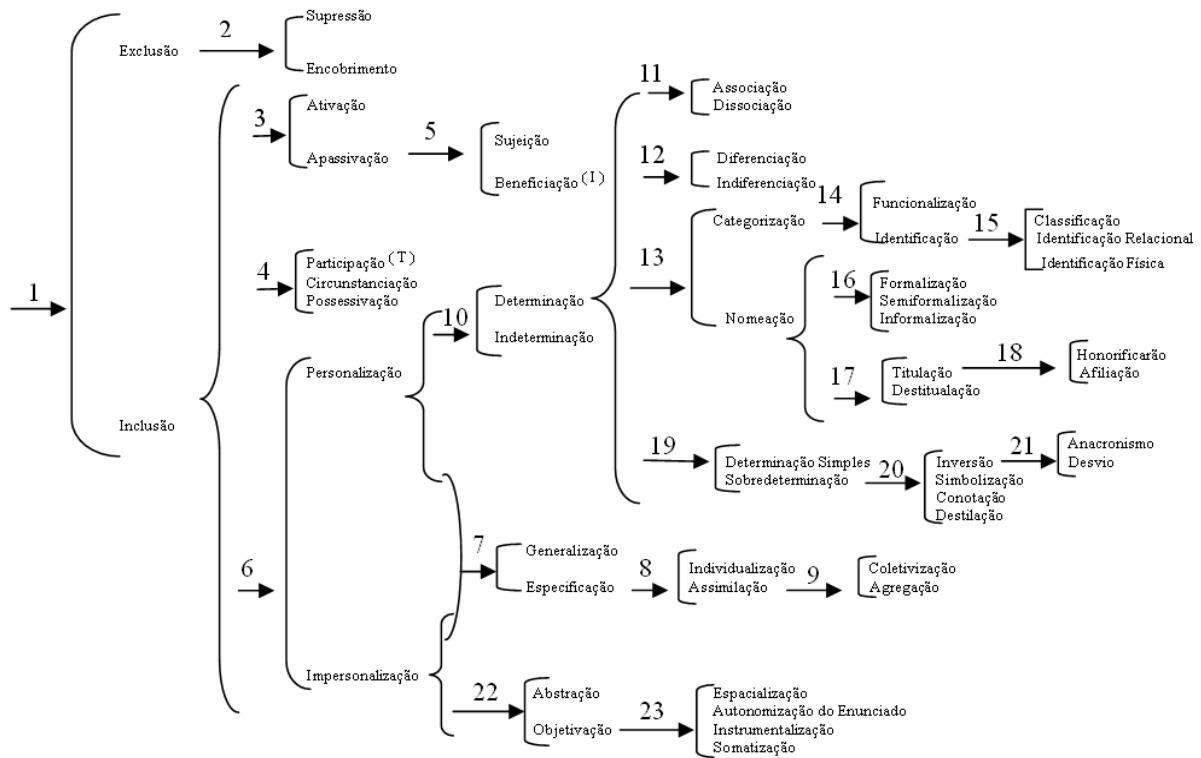 1
Exclusão
2
Supressão
Encobrimento
Inclusão
3
Ativação
Apassivação
5
Sujeição
Beneficiação (I)
4
Participação (T)
Circunstanciação
Possessivação
6
Personalização
Impersonalização
10
Determinação
Indeterminação
11
Associação
Dissociação
12
Diferenciação
Indiferenciação
13
Categorização
Nomeação
14
Funcionalização
Identificação
15
Classificação
Identificação Relacional
Identificação Física
16
Formalização
Semiformalização
Informalização
17
Titulação
Destitualação
18
Honorificarão
Afiliação
19
Determinação Simples
Sobredeterminação
20
Inversão
Simbolização
Conotação
Destilação
21
Anacronismo
Desvio
7
Generalização
Especificação
8
Individualização
Assimilação
9
Coletivização
Agregação
22
Abstração
Objetivação
23
Espacialização
Autonomização do Enunciado
Instrumentalização
Somatização